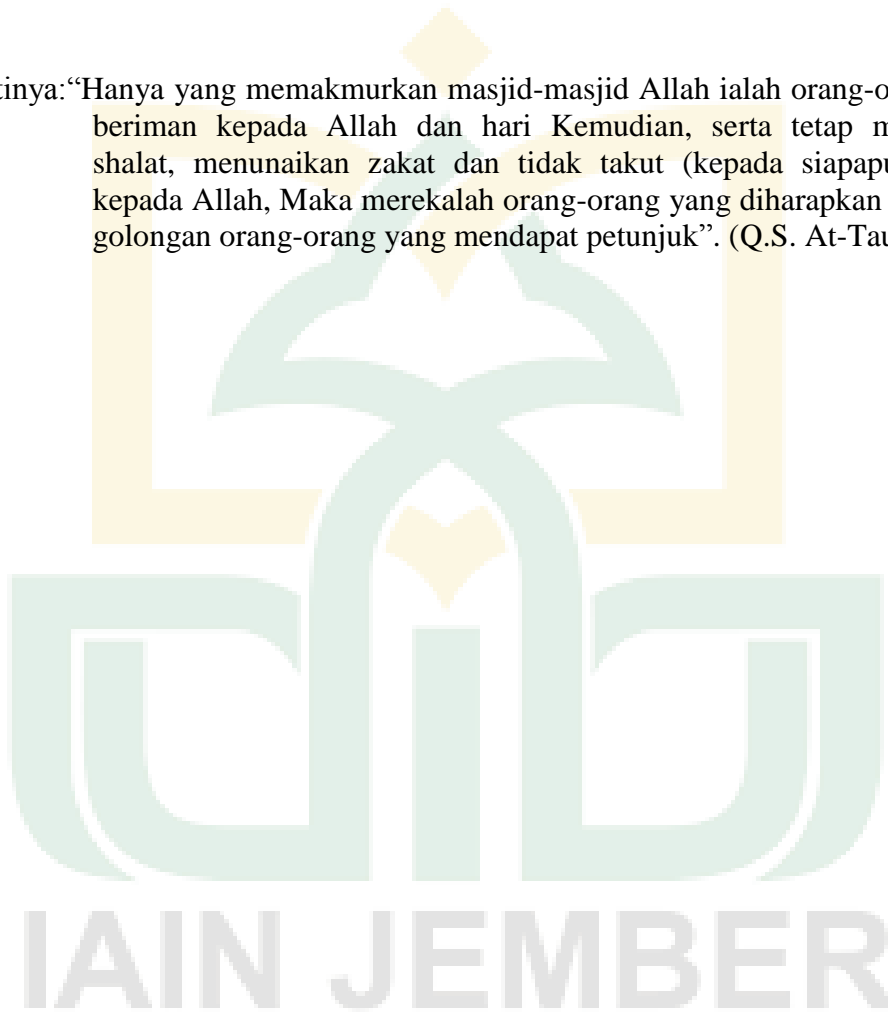 tinya:“Hanya yang memakmurkan masjid-masjid Allah ialah orang-o
beriman kepada Allah dan hari Kemudian, serta tetap m
shalat, menunaikan zakat dan tidak takut (kepada siapapu
kepada Allah, Maka merekalah orang-orang yang diharapkan
golongan orang-orang yang mendapat petunjuk”. (Q.S. At-Tau
IAIN JEMBER